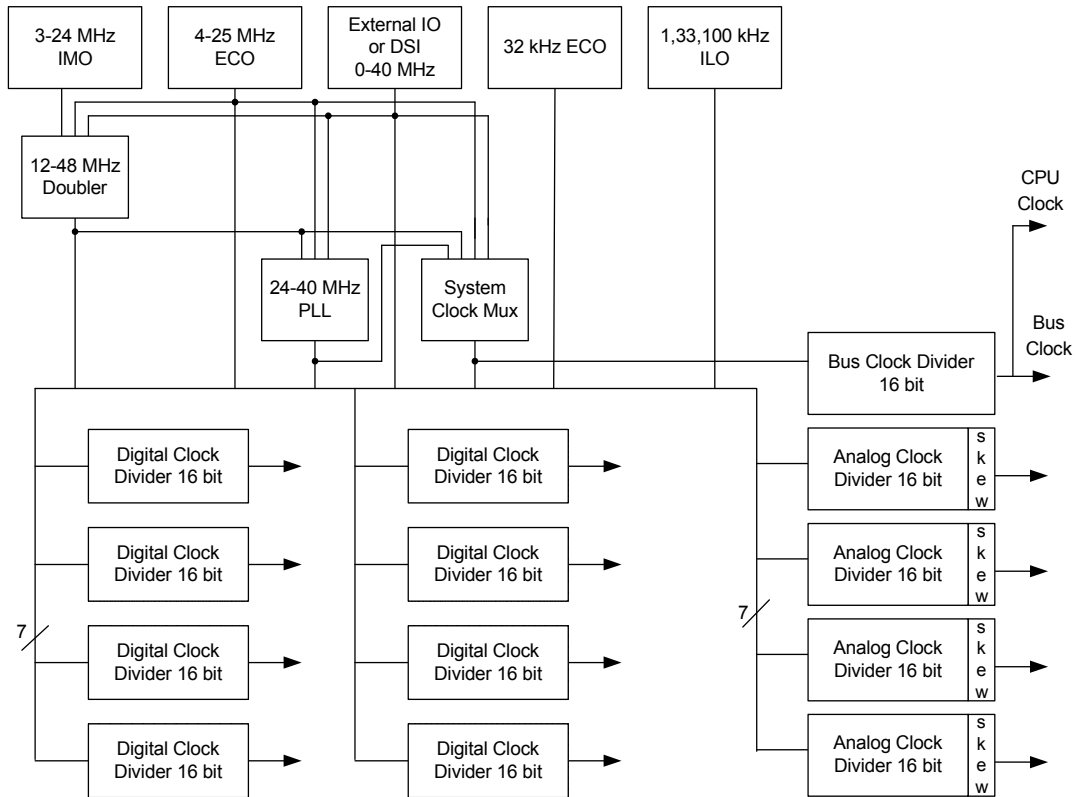 3-24 MHz
IMO
4-25 MHz
ECO
External IO
or DSI
0-40 MHz
32 kHz ECO
1,33,100 kHz
ILO
12-48 MHz
Doubler
CPU
Clock
24-40 MHz
PLL
System
Clock Mux
Bus
Clock
Bus Clock Divider
16 bit
Digital Clock
Divider 16 bit
Digital Clock
Divider 16 bit
Analog Clock
Divider 16 bit
s
k
e
w
Digital Clock
Divider 16 bit
Digital Clock
Divider 16 bit
Analog Clock
Divider 16 bit
s
k
e
w
7
7
Digital Clock
Divider 16 bit
Digital Clock
Divider 16 bit
Analog Clock
Divider 16 bit
s
k
e
w
Digital Clock
Divider 16 bit
Digital Clock
Divider 16 bit
Analog Clock
Divider 16 bit
s
k
e
w